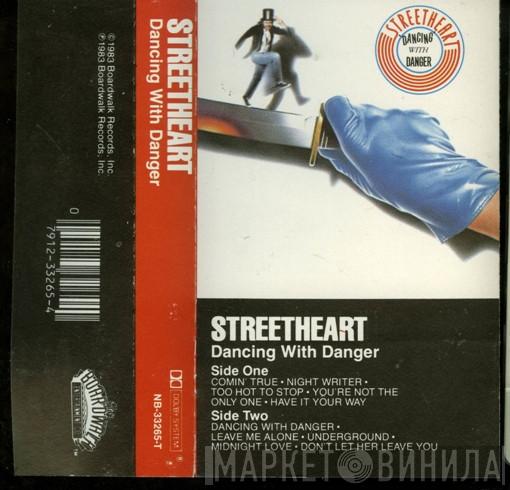 © 1983 Boardwalk Records, Inc.
℗ 1983 Boardwalk Records, Inc.
0
7912-33265-4
The
BOARDWALK
STREETHEART
Dancing With Danger
DOLBY SYSTEM
NB-33265-T
STREETHEART
DANCING
WITH
DANGER
STREETHEART
Dancing With Danger
Side One
COMIN' TRUE • NIGHT WRITER •
TOO HOT TO STOP • YOU'RE NOT THE
ONLY ONE • HAVE IT YOUR WAY
Side Two
DANCING WITH DANGER •
LEAVE ME ALONE • UNDERGROUND •
MIDNIGHT LOVE • DON'T LET HER LEAVE YOU
МАРКЕТ ВИНИЛА